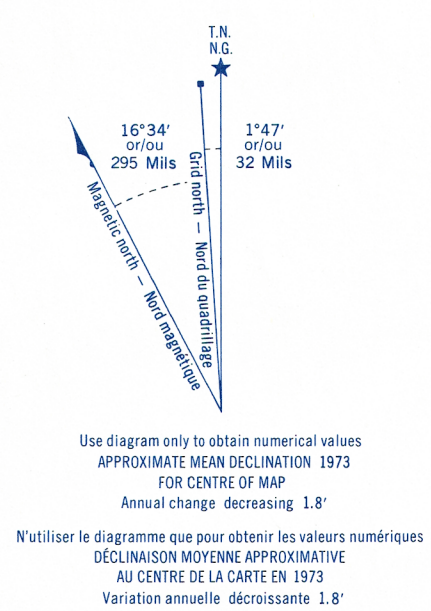 T.N.
N.G.
16°34′
or/ou
295 Mils
1°47′
or/ou
32 Mils
Magnetic north — Nord magnétique
Grid north — Nord du quadrillage
Use diagram only to obtain numerical values
APPROXIMATE MEAN DECLINATION 1973
FOR CENTRE OF MAP
Annual change decreasing 1.8′
N'utiliser le diagramme que pour obtenir les valeurs numériques
DÉCLINAISON MOYENNE APPROXIMATIVE
AU CENTRE DE LA CARTE EN 1973
Variation annuelle décroissante 1.8′